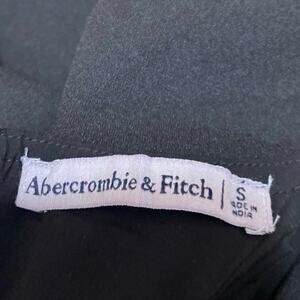 Abercrombie & Fitch | S
MADE IN
INDIA